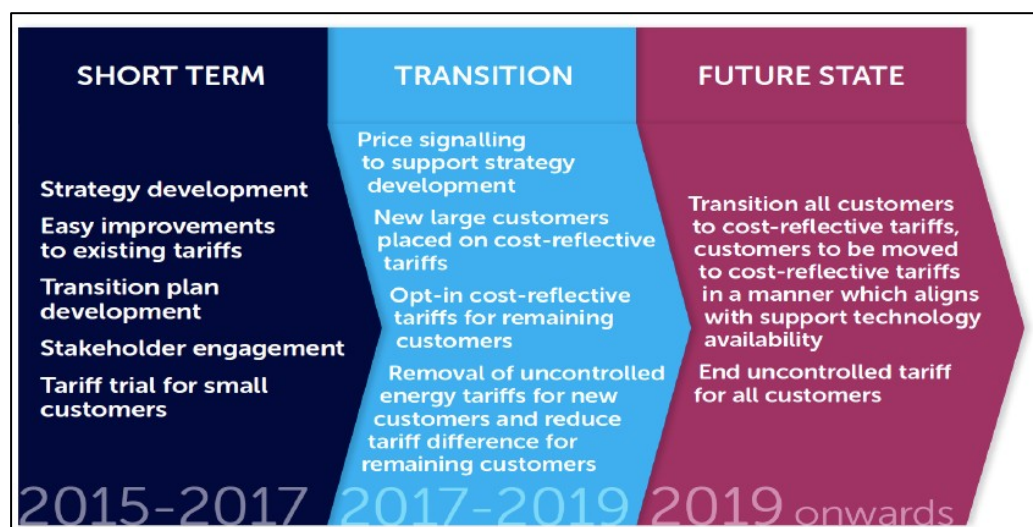 SHORT TERM
Strategy development
Easy improvements
to existing tariffs
Transition plan
development
Stakeholder engagement
Tariff trial for small
customers
2015-2017
TRANSITION
Price signalling
to support strategy
development
New large customers
placed on cost-reflective
tariffs
Opt-in cost-reflective
tariffs for remaining
customers
Removal of uncontrolled
energy tariffs for new
customers and reduce
tariff difference for
remaining customers
2017-2019
FUTURE STATE
Transition all customers
to cost-reflective tariffs,
customers to be moved
to cost-reflective tariffs
in a manner which aligns
with support technology
availability
End uncontrolled tariff
for all customers
2019 onwards